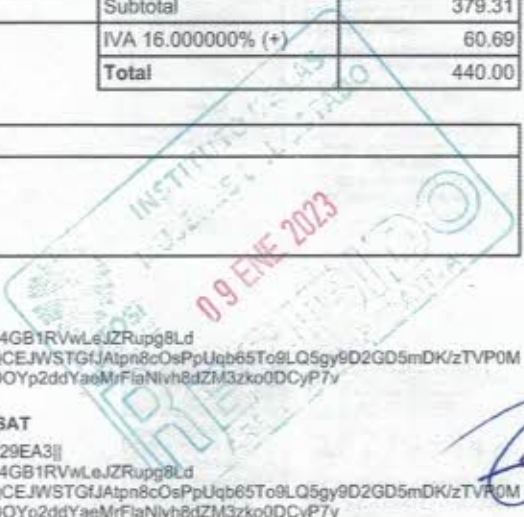 Subtotal 379.31
IVA 16.000000% (+) 60.69
Total 440.00
INSTITUTO
09 ENE 2023
4GB1RVwLeJZRupg8Ld
CEJWSTGfJAtpn8cOsPpUqb65To9LQ5gy9D2GD5mDK/zTVP0M
OYp2ddYaeMrFlaNlvh8dZM3zko0DCyP7v
SAT
29EA3||
4GB1RVwLeJZRupg8Ld
CEJWSTGfJAtpn8cOsPpUqb65To9LQ5gy9D2GD5mDK/zTVP0M
OYp2ddYaeMrFlaNlvh8dZM3zko0DCyP7v